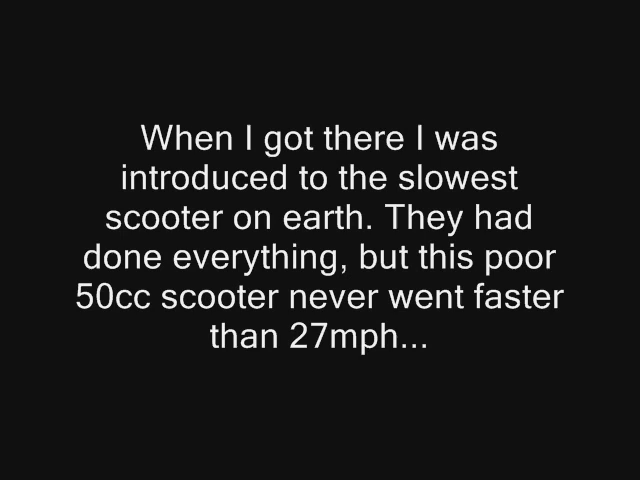 When I got there I was
introduced to the slowest
scooter on earth. They had
done everything, but this poor
50cc scooter never went faster
than 27mph...